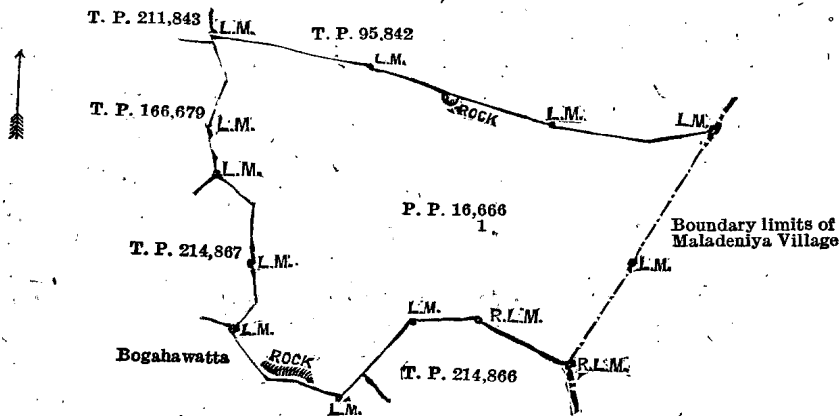 T. P. 211,843
L.M.
T. P. 95,842
L.M.
ROCK
L.M.
L.M.
T. P. 166,679
L.M.
L.M.
P. P. 16,666
1
Boundary limits of
Maladeniya Village
T. P. 214,867
L.M.
L.M.
L.M.
R.L.M.
L.M.
Bogahawatta
ROCK
T. P. 214,866
R.L.M.
L.M.